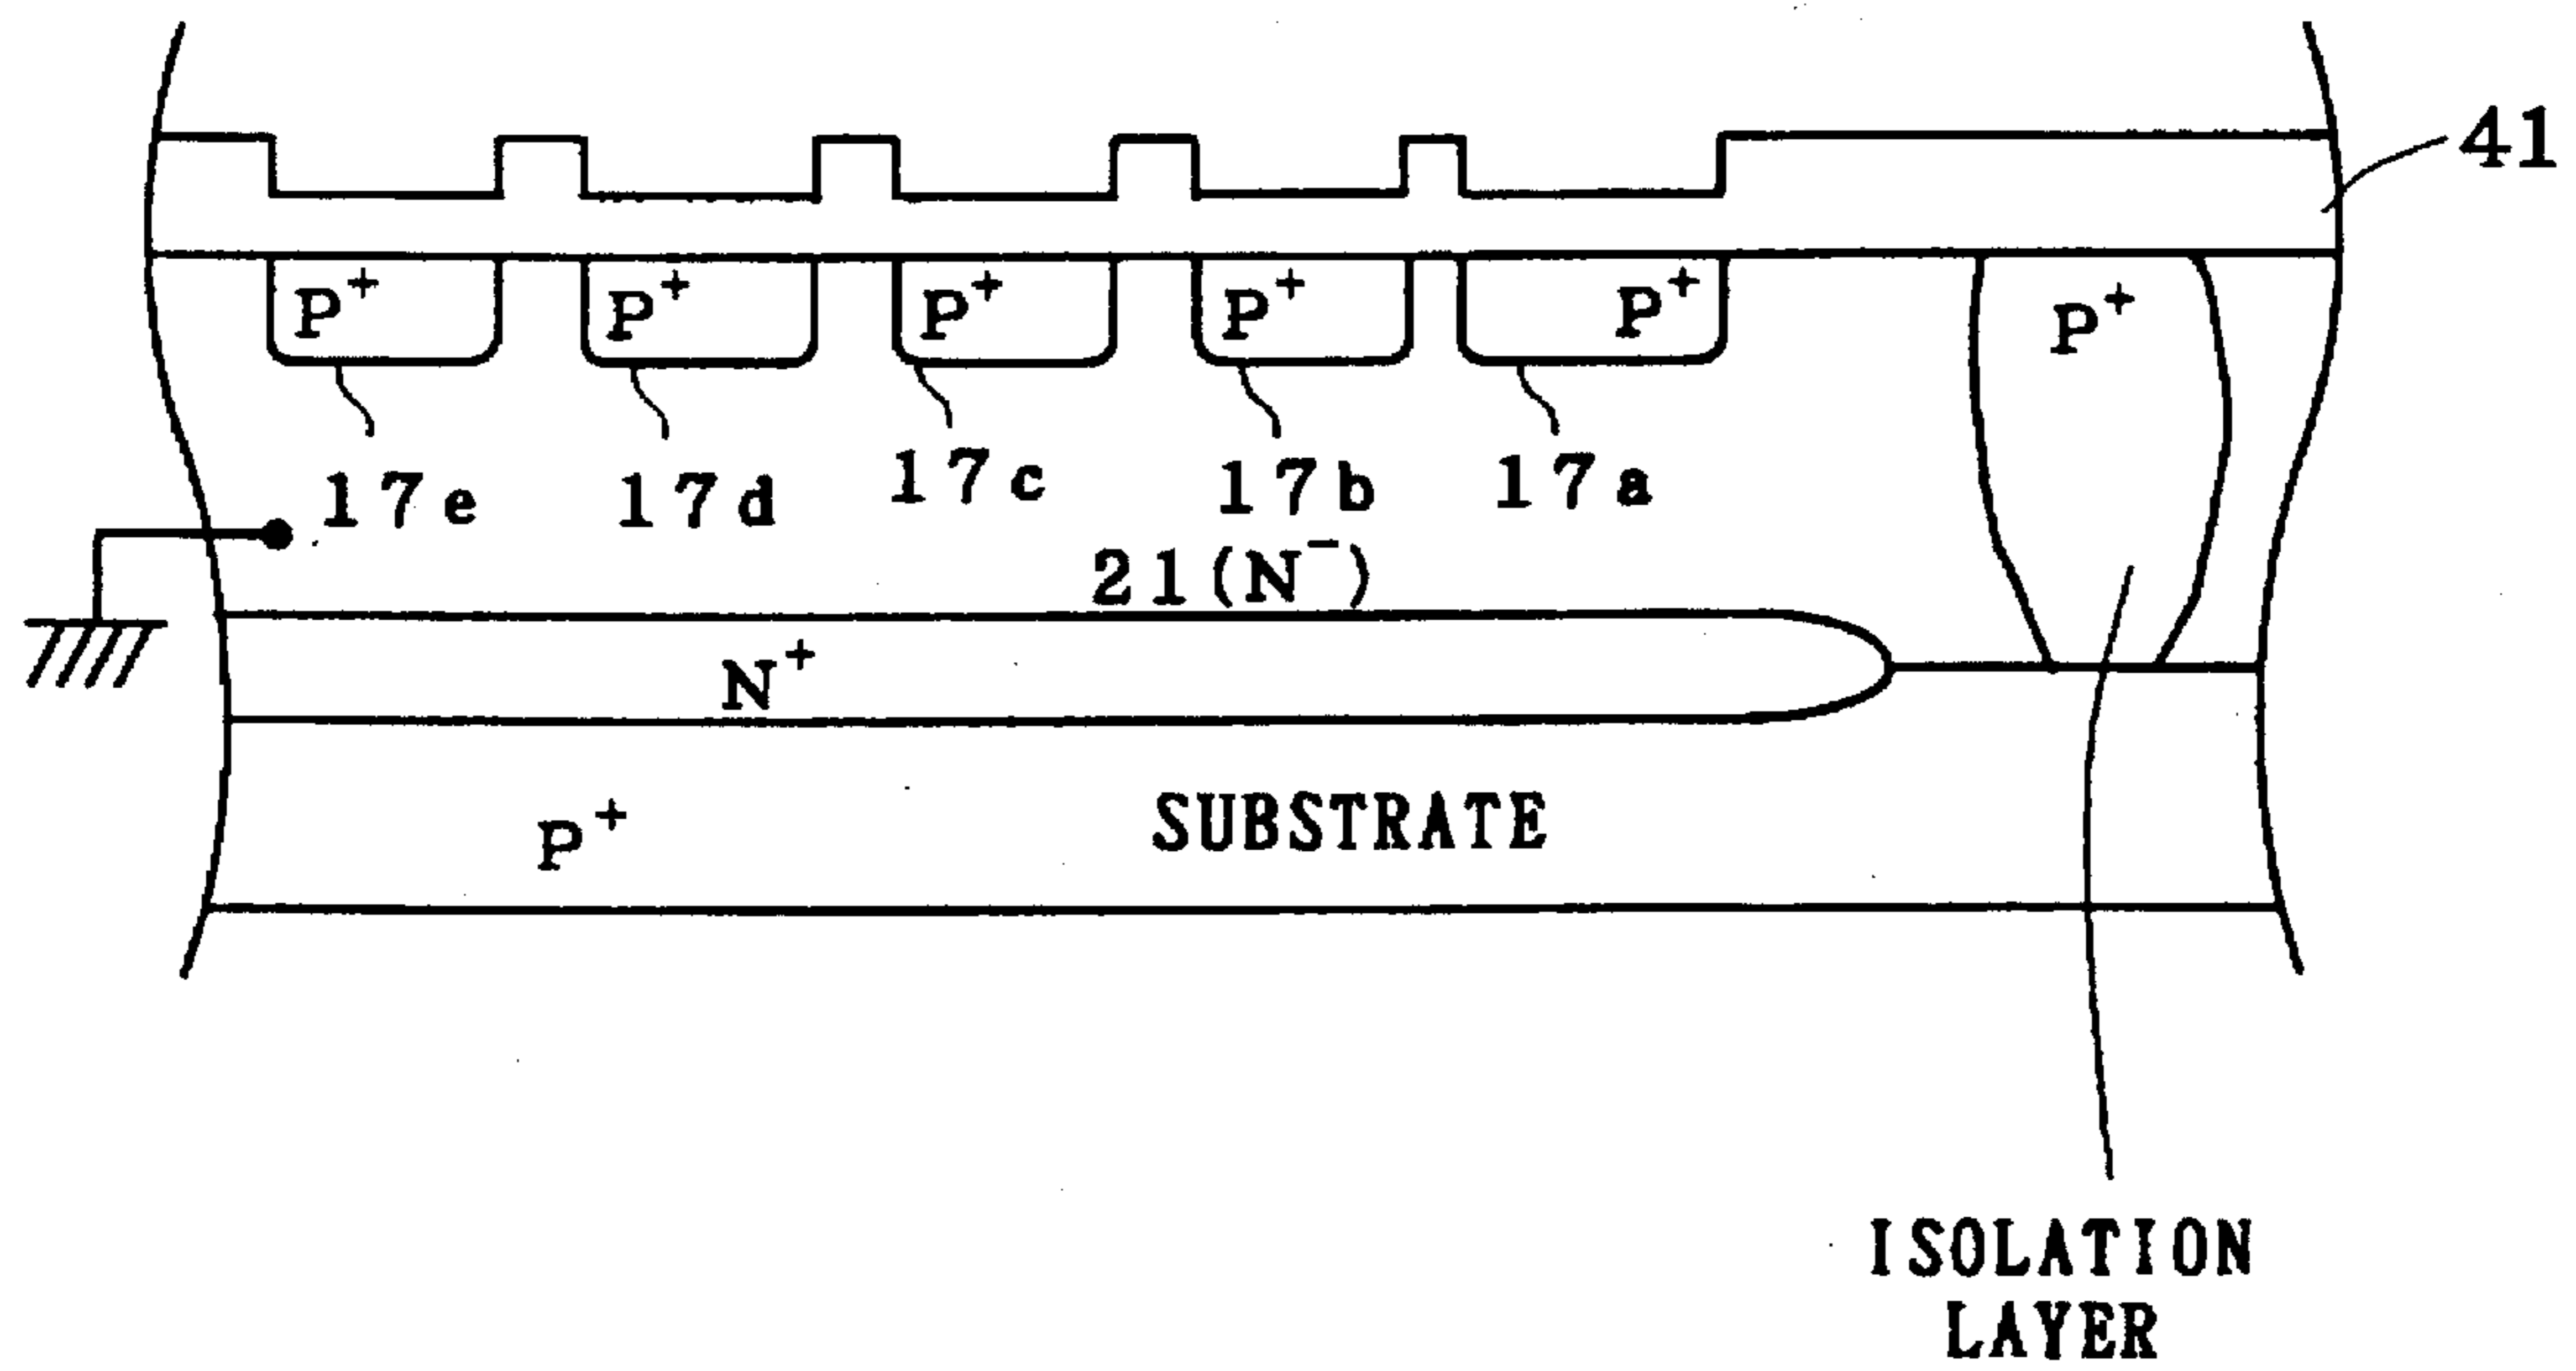 41
P+ P+ P+ P+ P+ P+
17e 17d 17c 17b 17a
21(N-)
N+
P+ SUBSTRATE
ISOLATION
LAYER